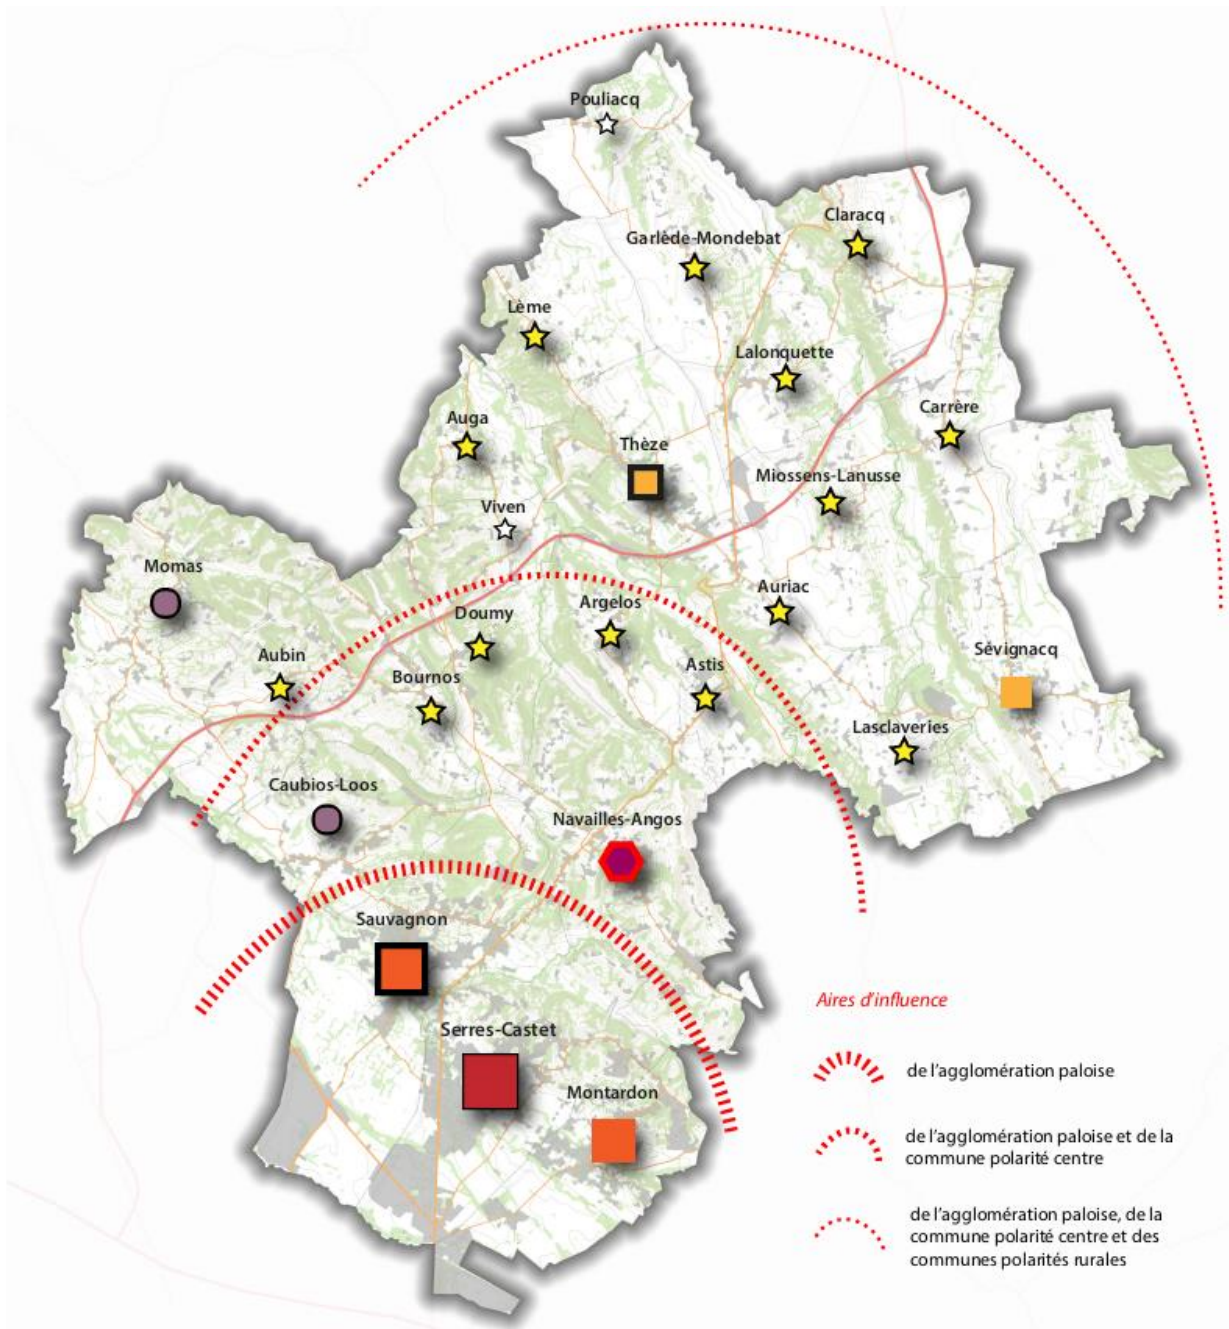 Pouliacq
Claracq
Garlède-Mondebat
Lème
Lalonquette
Carrère
Auga
Thèze
Miossens-Lanusse
Viven
Momas
Auriac
Argelos
Doumy
Sévignacq
Aubin
Astis
Bournos
Lasclaveries
Caubios-Loos
Navailles-Angos
Sauvagnon
Serres-Castet
Montardon
Aires d'influence
de l'agglomération paloise
de l'agglomération paloise et de la
commune polarité centre
de l'agglomération paloise, de la
commune polarité centre et des
communes polarités rurales